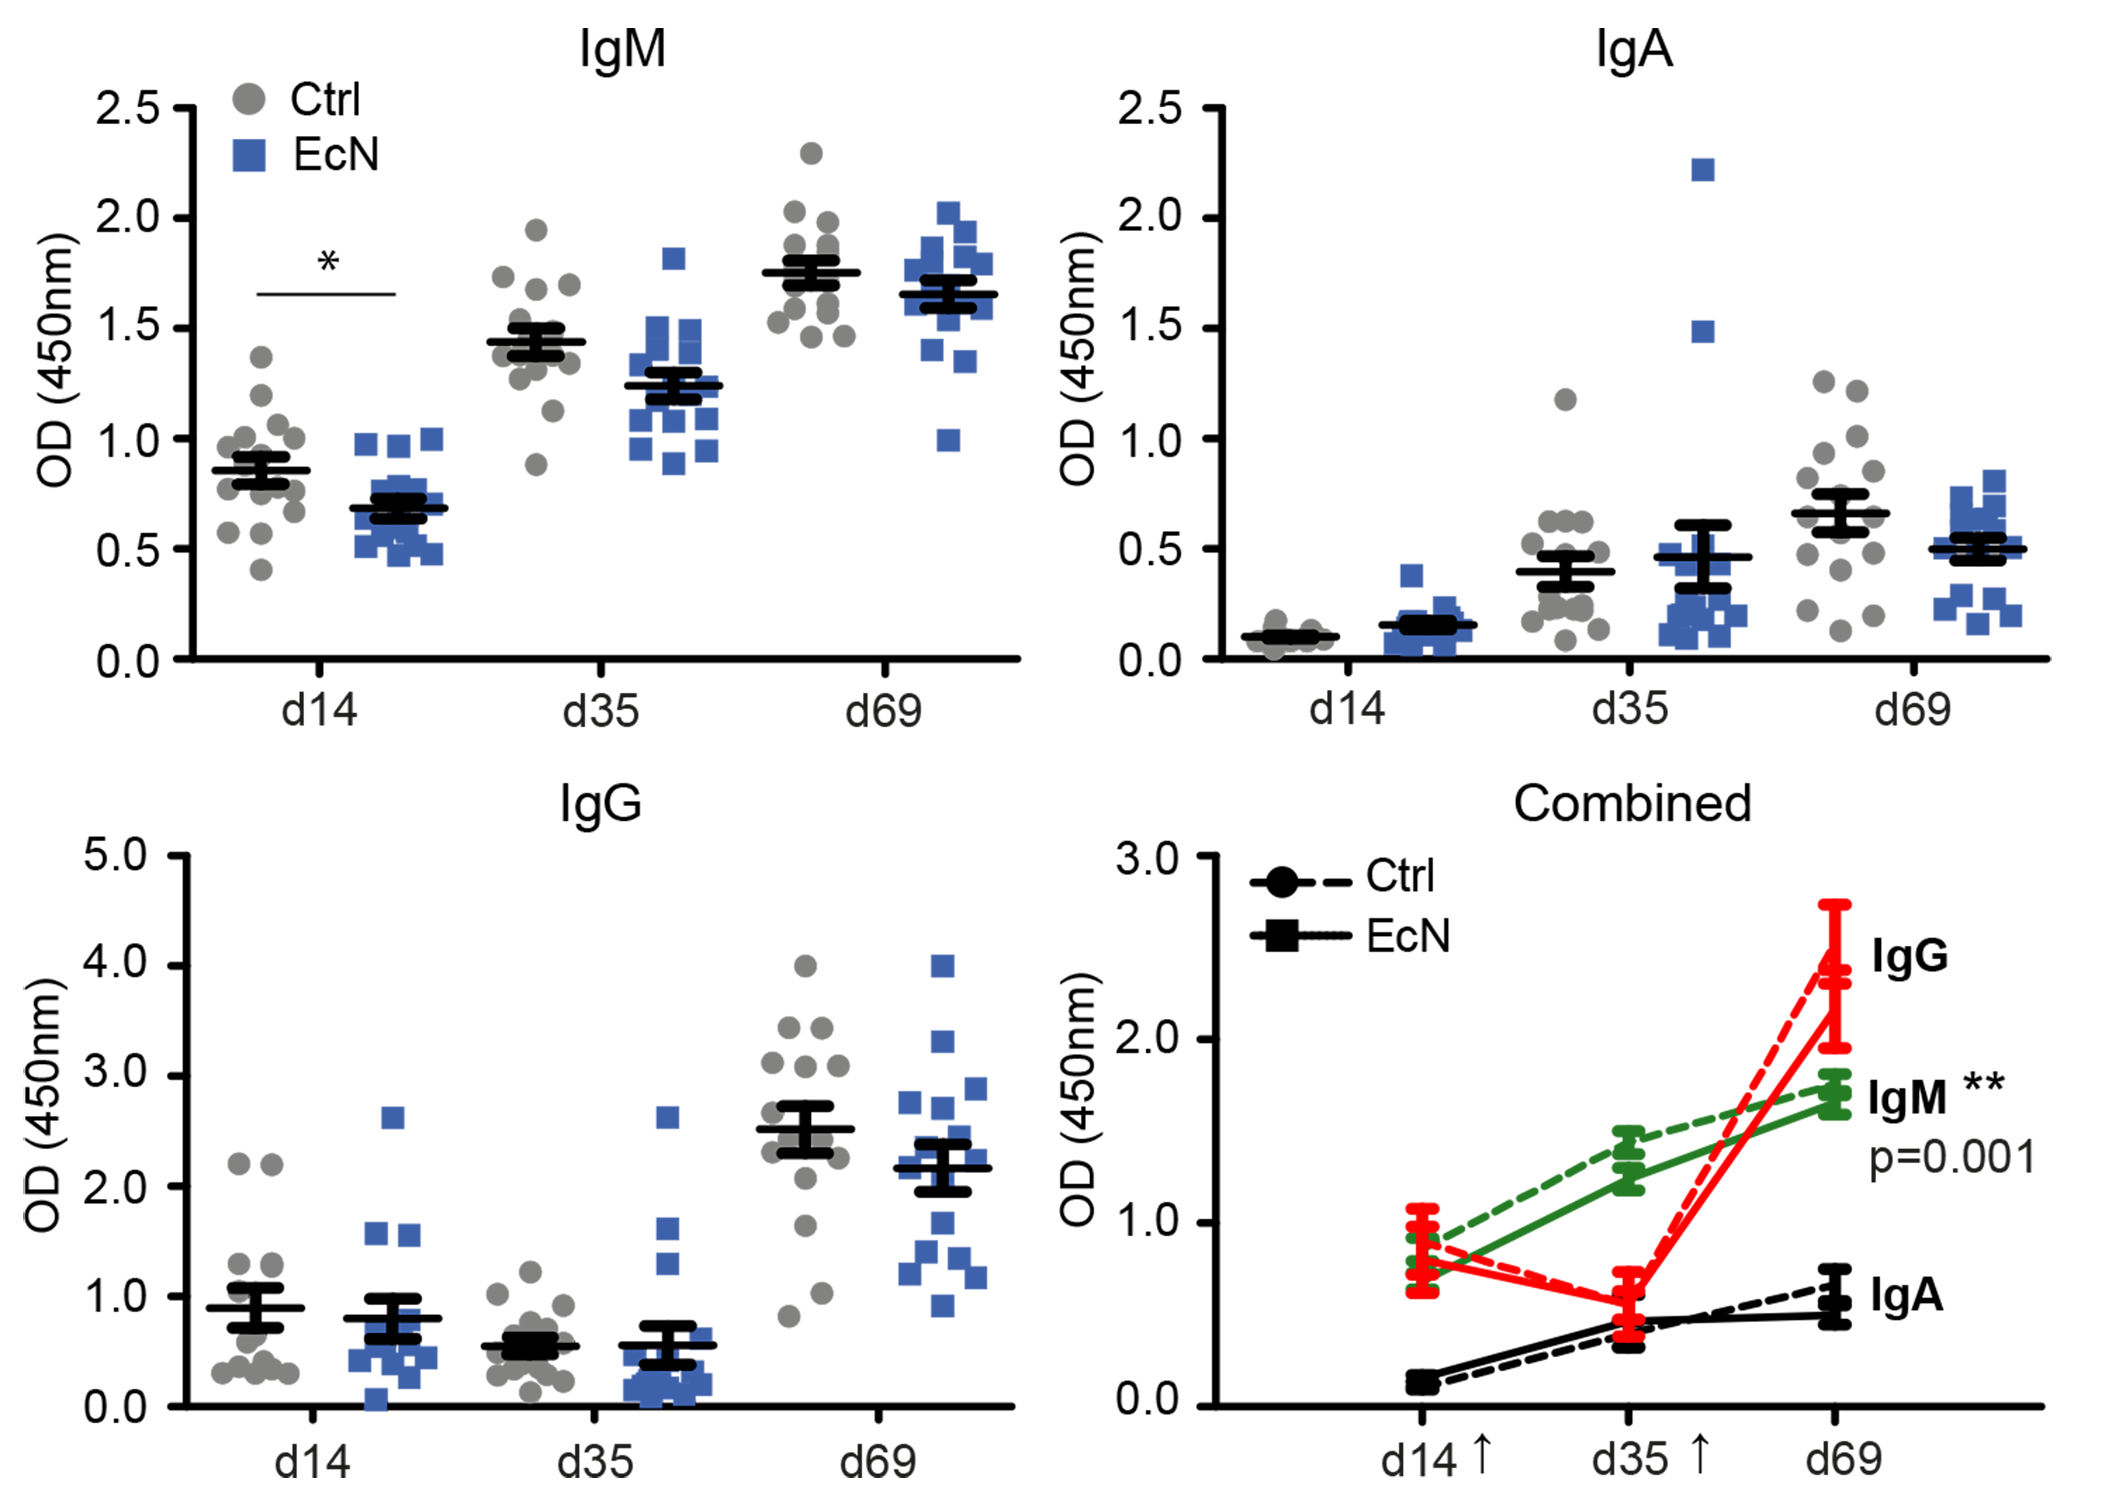 IgM
Ctrl
EcN
2.5
2.0
1.5
1.0
0.5
0.0
OD (450nm)
*
d14 d35 d69
IgA
2.5
2.0
1.5
1.0
0.5
0.0
OD (450nm)
d14 d35 d69
IgG
5.0
4.0
3.0
2.0
1.0
0.0
OD (450nm)
d14 d35 d69
Combined
Ctrl
EcN
3.0
2.0
1.0
0.0
OD (450nm)
IgG
IgM **
p=0.001
IgA
d14 ↑ d35 ↑ d69